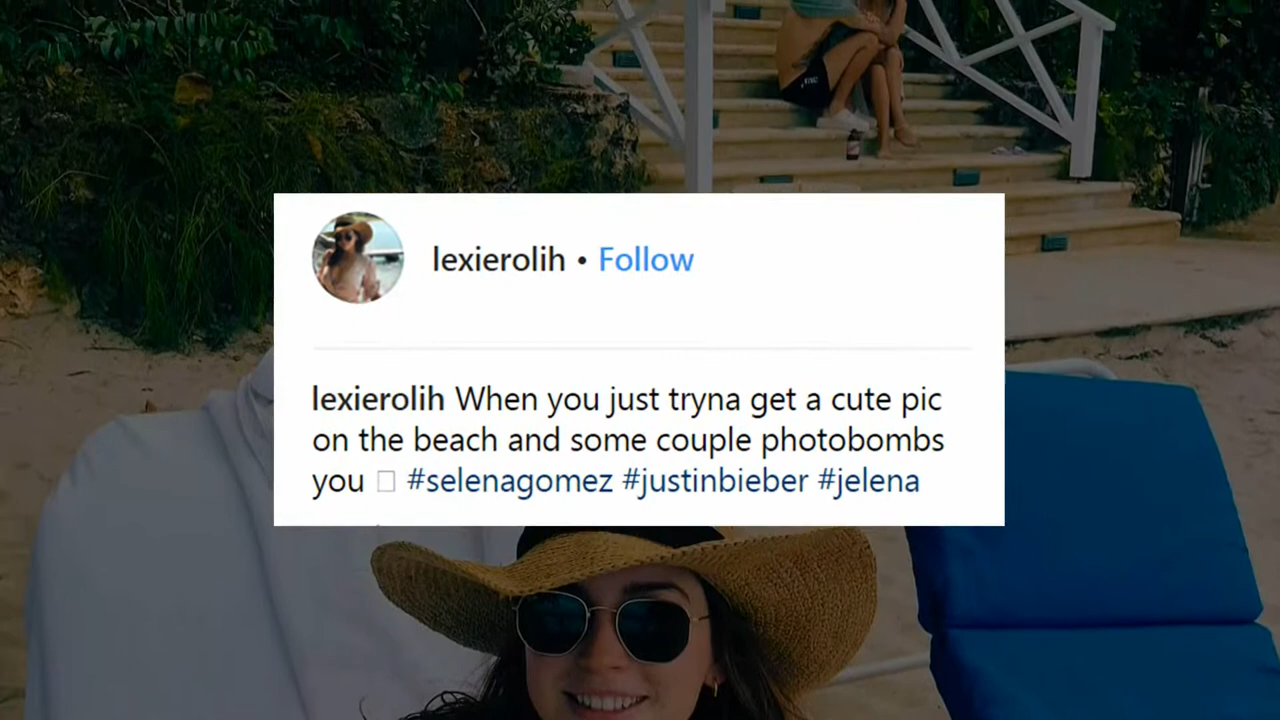 lexierolih • Follow
lexierolih When you just tryna get a cute pic
on the beach and some couple photobombs
you □ #selenagomez #justinbieber #jelena